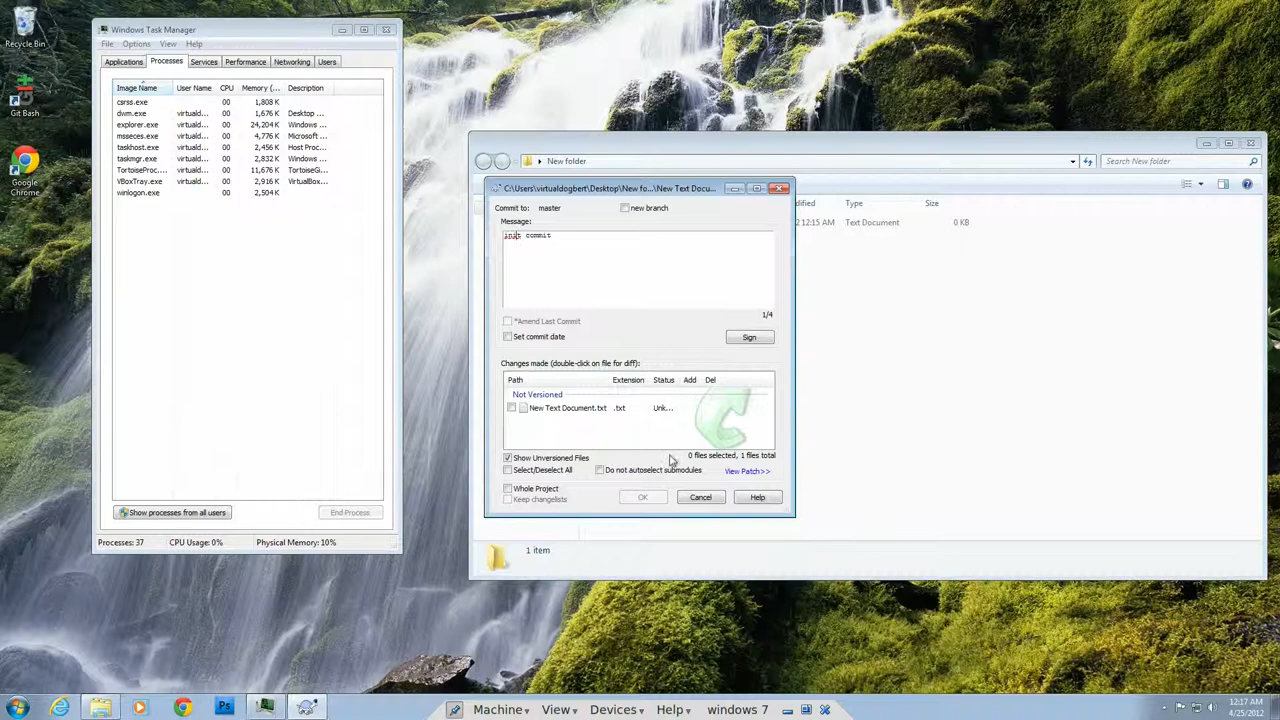 Recycle Bin
Git Bash
Google
Chrome
Windows Task Manager
File Options View Help
Applications Processes Services Performance Networking Users
Image Name User Name CPU Memory (... Description
csrss.exe 00 1,808 K
dwm.exe virtuald... 00 1,676 K Desktop ...
explorer.exe virtuald... 00 24,204 K Windows ...
msseces.exe virtuald... 00 4,776 K Microsoft ...
taskhost.exe virtuald... 00 2,456 K Host Proc...
taskmgr.exe virtuald... 00 2,832 K Windows ...
TortoiseProc... virtuald... 00 11,676 K TortoiseGi...
VBoxTray.exe virtuald... 00 2,916 K VirtualBox...
winlogon.exe 00 2,504 K
Show processes from all users End Process
Processes: 37 CPU Usage: 0% Physical Memory: 10%
New folder Search New folder
Type Size
2 12:15 AM Text Document 0 KB
1 item
C:\Users\virtualdogbert\Desktop\New fo...\New Text Docu...
Commit to: master new branch
Message:
init commit
1/4
*Amend Last Commit
Set commit date Sign
Changes made (double-click on file for diff):
Path Extension Status Add Del
Not Versioned
New Text Document.txt .txt Unk...
Show Unversioned Files 0 files selected, 1 files total
Select/Deselect All Do not autoselect submodules View Patch>>
Whole Project
Keep changelists
OK Cancel Help
Ps
Machine View Devices Help windows 7
12:17 AM
4/25/2012